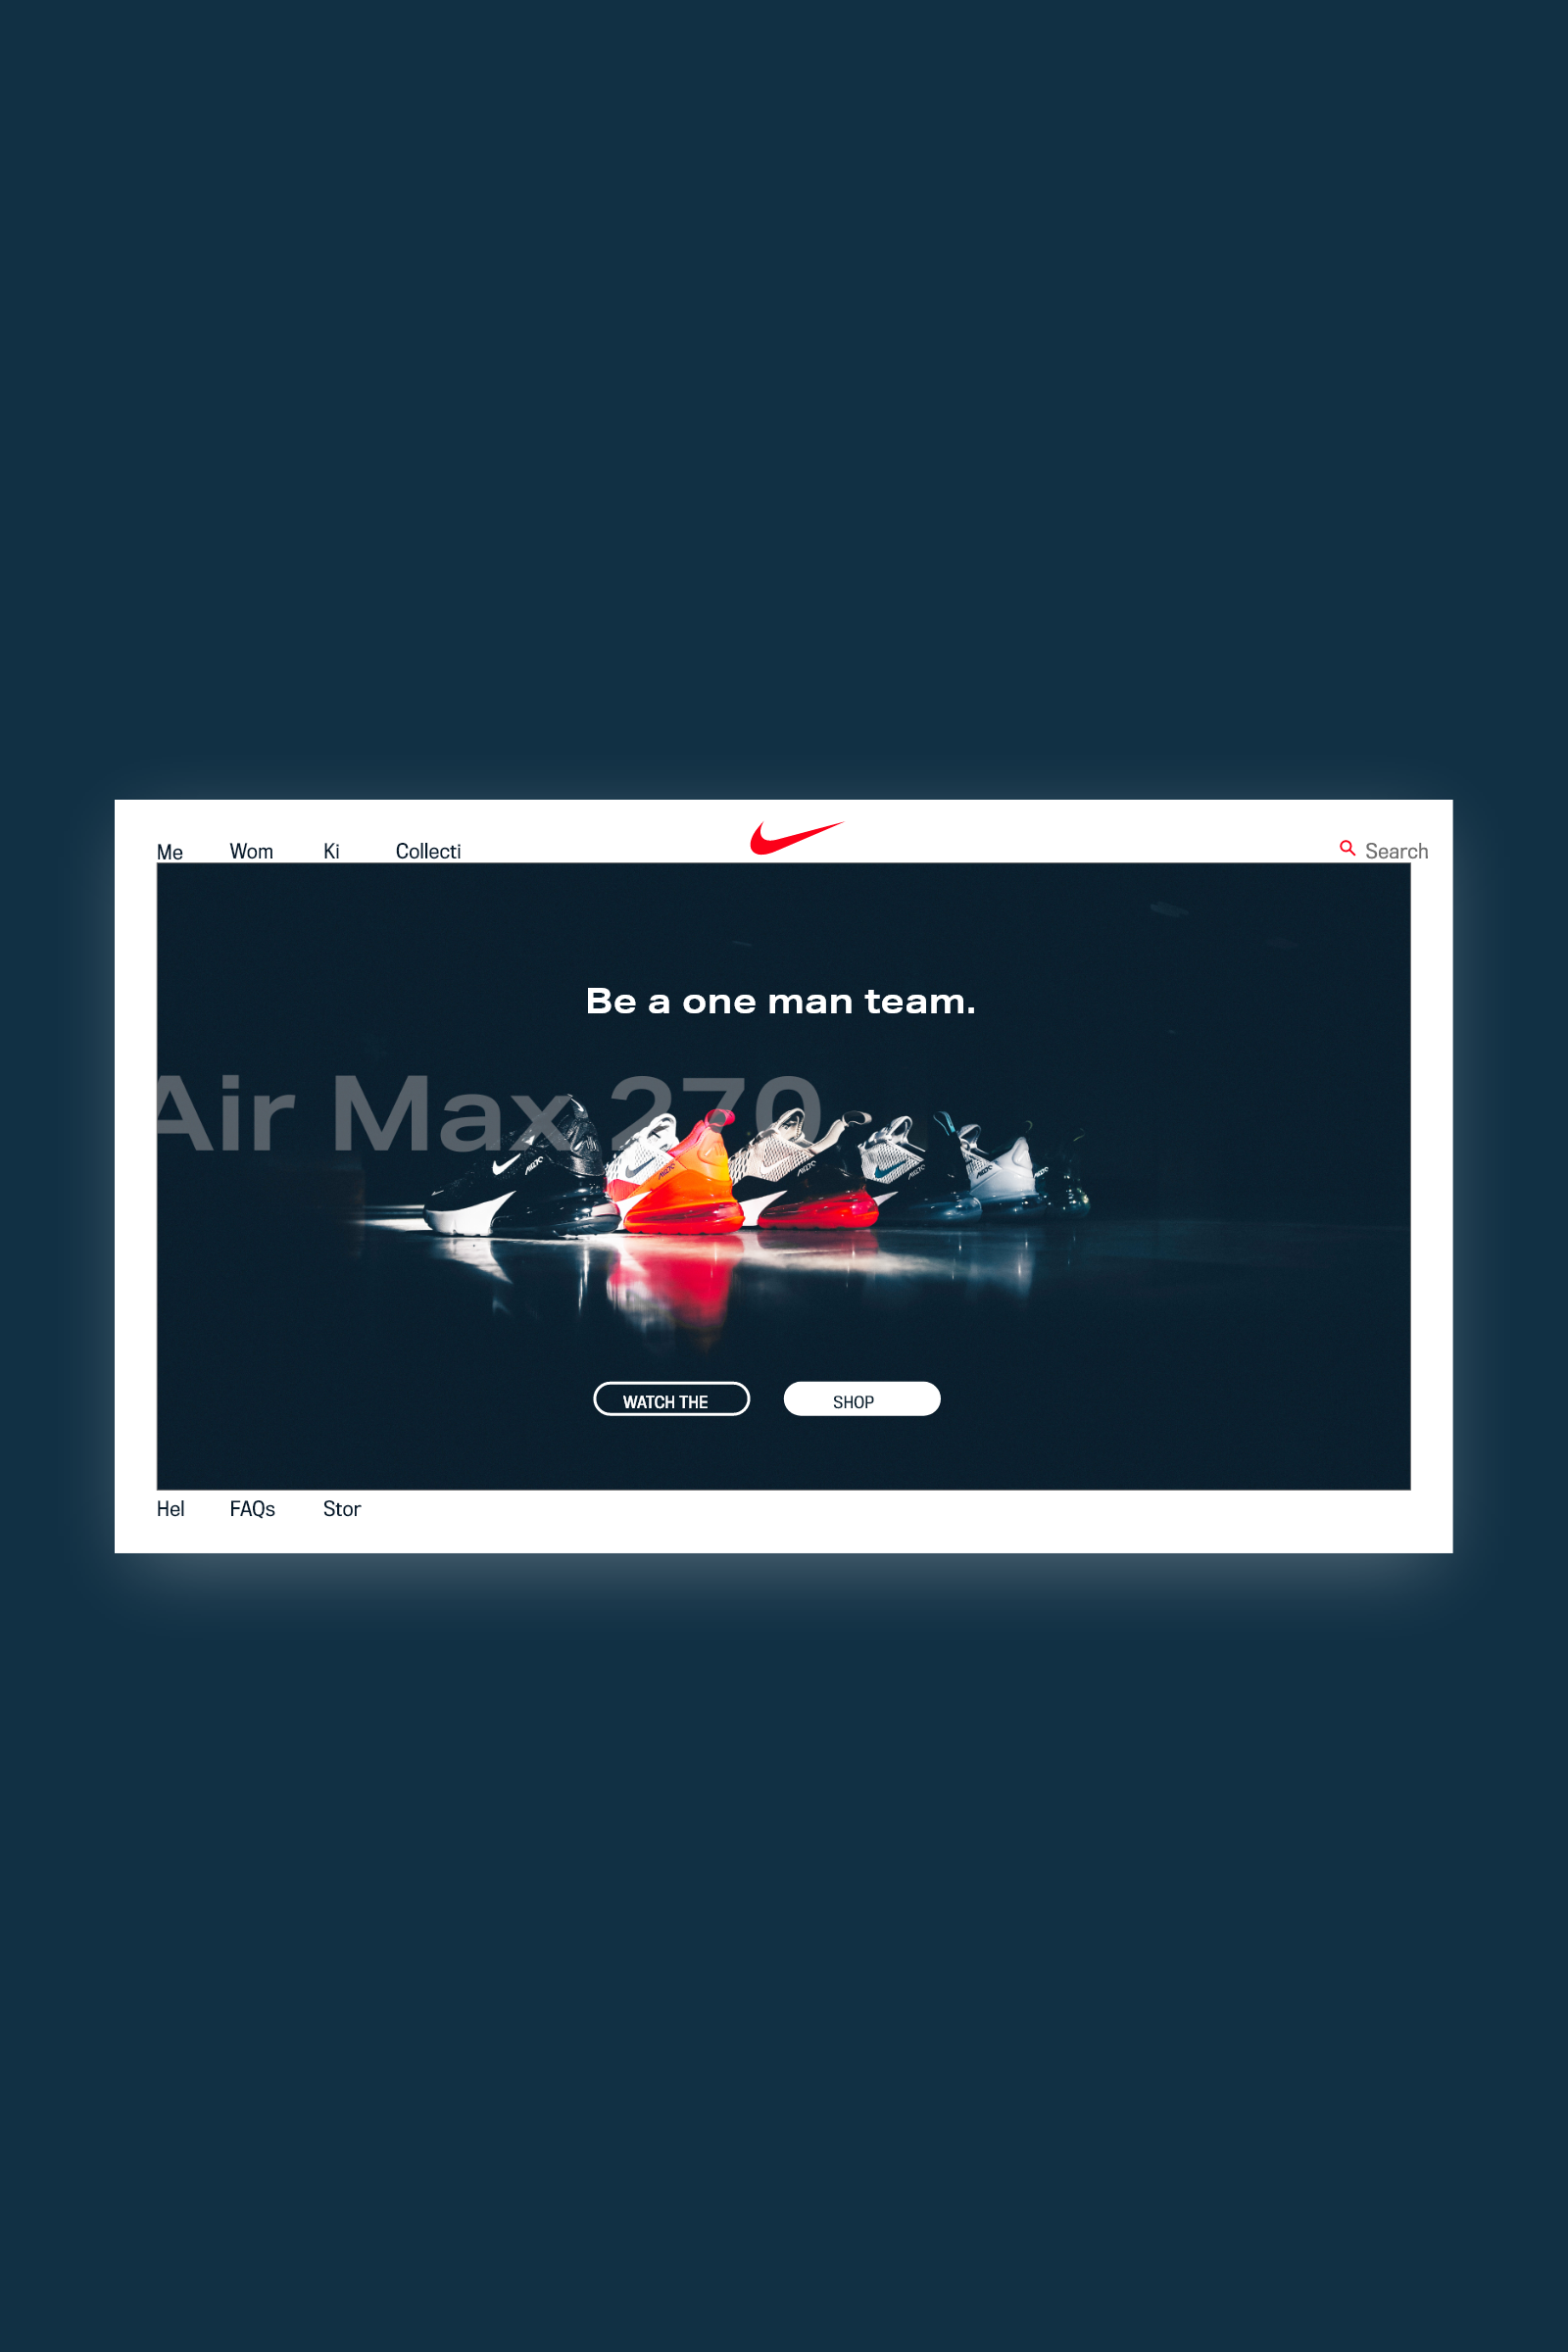 Me Wom Ki Collecti Search
Be a one man team.
Air Max 270
WATCH THE SHOP
Hel FAQs Stor